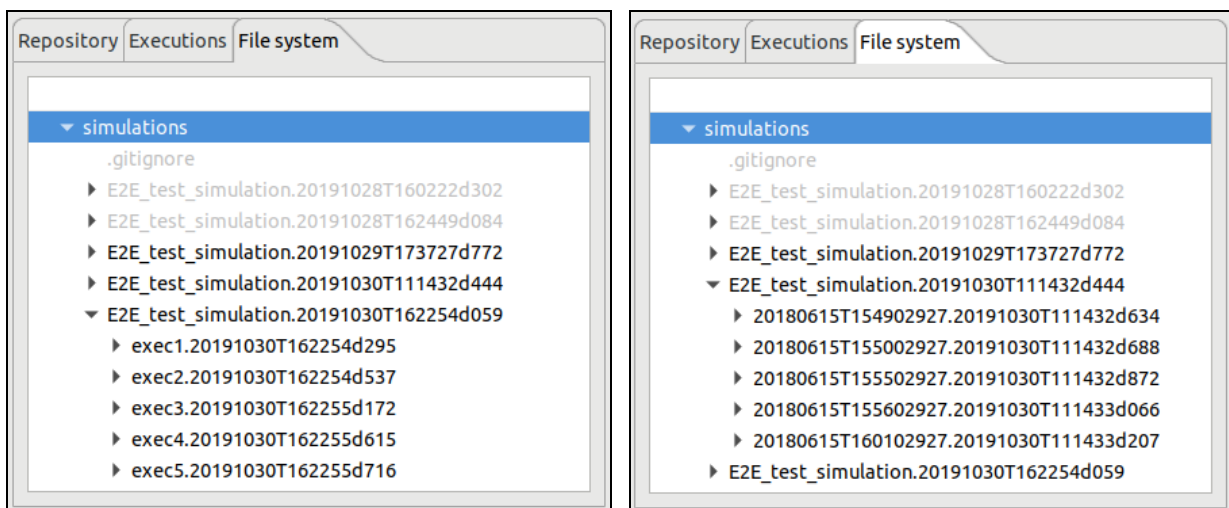 Repository Executions File system
simulations
.gitignore
E2E_test_simulation.20191028T160222d302
E2E_test_simulation.20191028T162449d084
E2E_test_simulation.20191029T173727d772
E2E_test_simulation.20191030T111432d444
E2E_test_simulation.20191030T162254d059
exec1.20191030T162254d295
exec2.20191030T162254d537
exec3.20191030T162255d172
exec4.20191030T162255d615
exec5.20191030T162255d716
Repository Executions File system
simulations
.gitignore
E2E_test_simulation.20191028T160222d302
E2E_test_simulation.20191028T162449d084
E2E_test_simulation.20191029T173727d772
E2E_test_simulation.20191030T111432d444
20180615T154902927.20191030T111432d634
20180615T155002927.20191030T111432d688
20180615T155502927.20191030T111432d872
20180615T155602927.20191030T111433d066
20180615T160102927.20191030T111433d207
E2E_test_simulation.20191030T162254d059